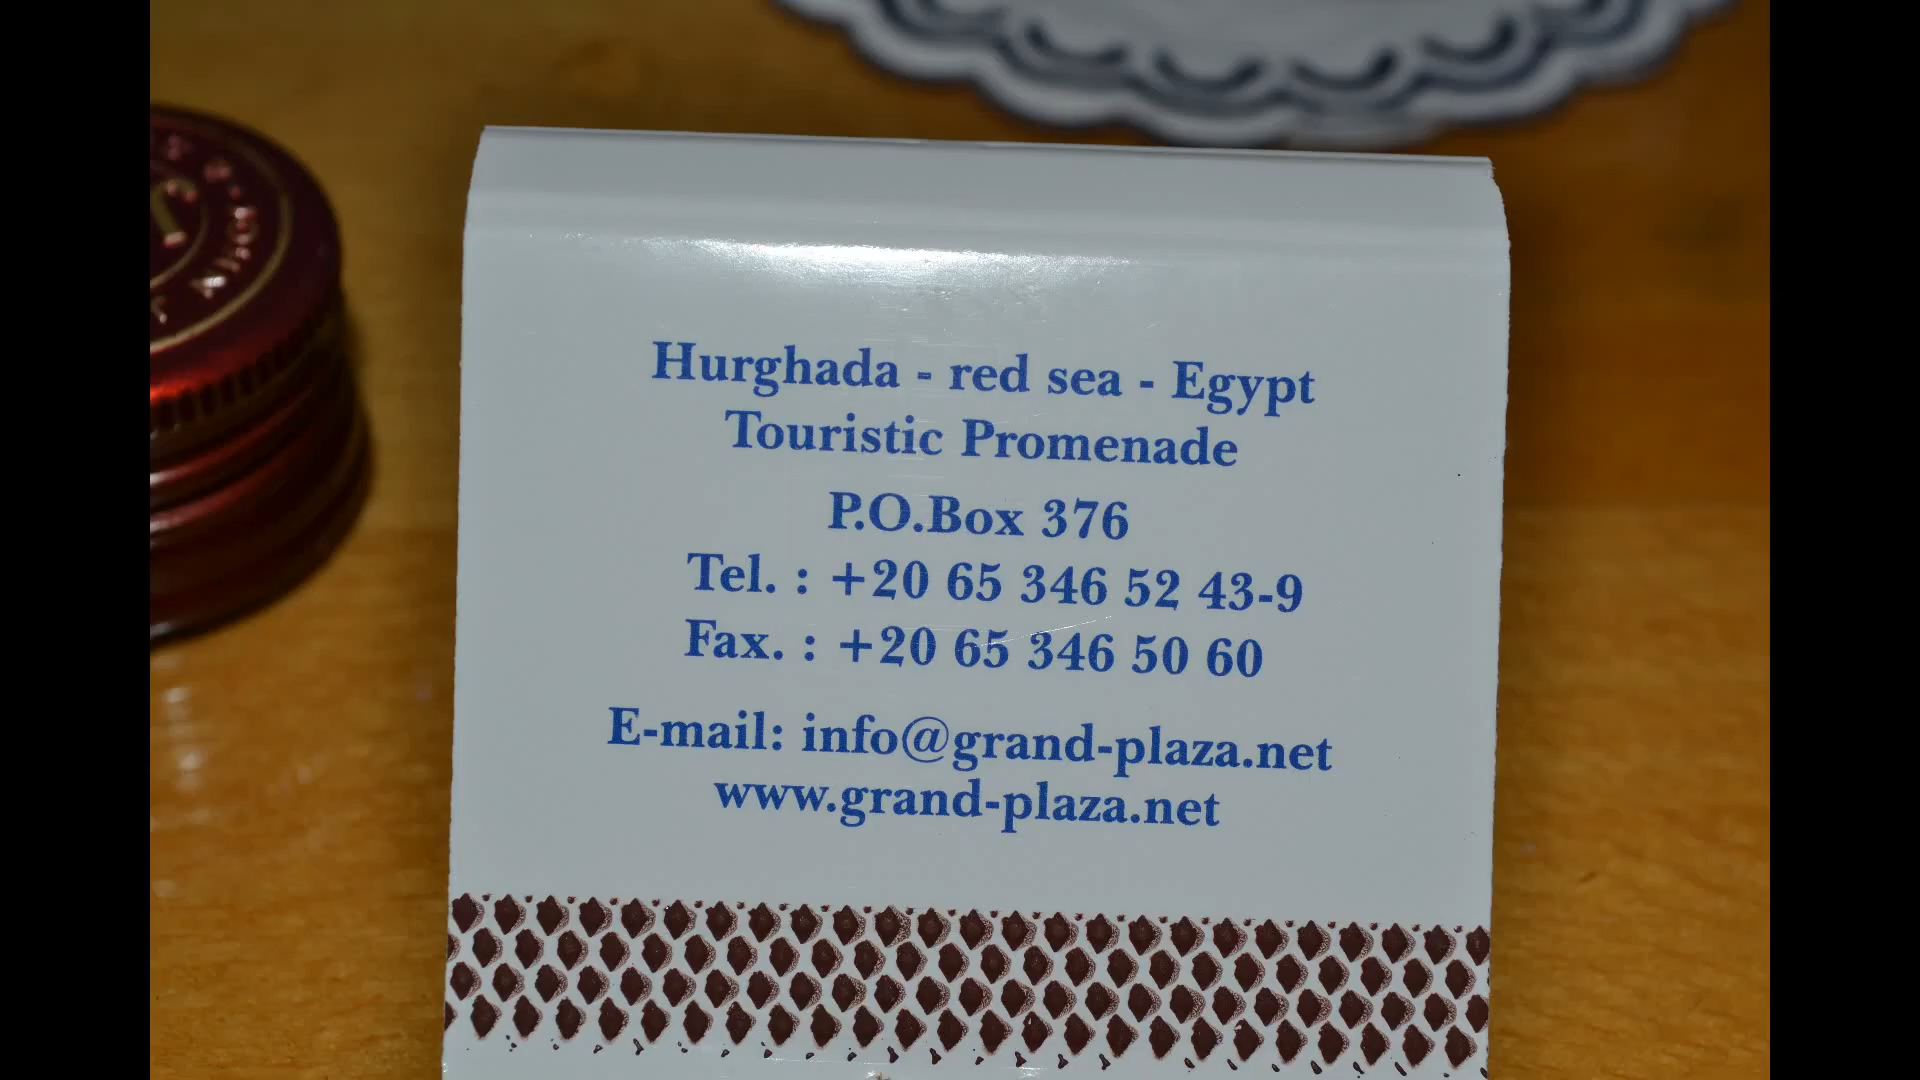 Hurghada - red sea - Egypt
Touristic Promenade
P.O.Box 376
Tel. : +20 65 346 52 43-9
Fax. : +20 65 346 50 60
E-mail: info@grand-plaza.net
www.grand-plaza.net